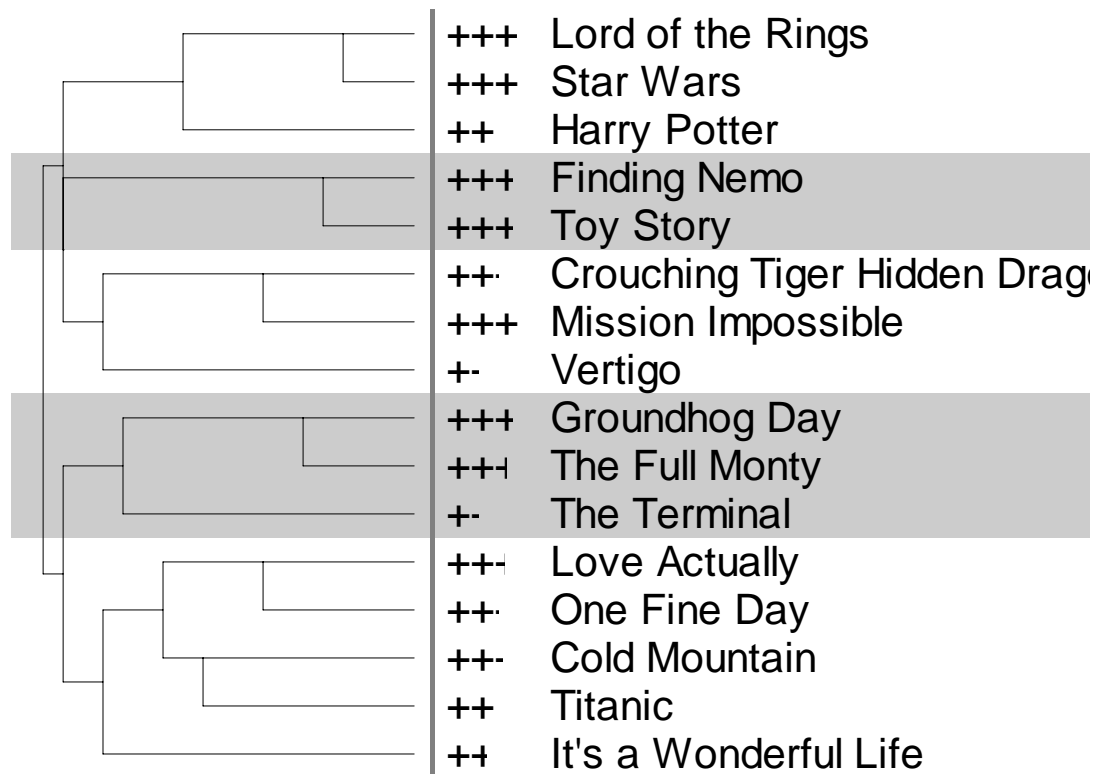 +++ Lord of the Rings
+++ Star Wars
++ Harry Potter
+++ Finding Nemo
+++ Toy Story
++· Crouching Tiger Hidden Drag
+++ Mission Impossible
+- Vertigo
+++ Groundhog Day
+++ The Full Monty
+- The Terminal
++- Love Actually
++· One Fine Day
++- Cold Mountain
++ Titanic
++ It's a Wonderful Life